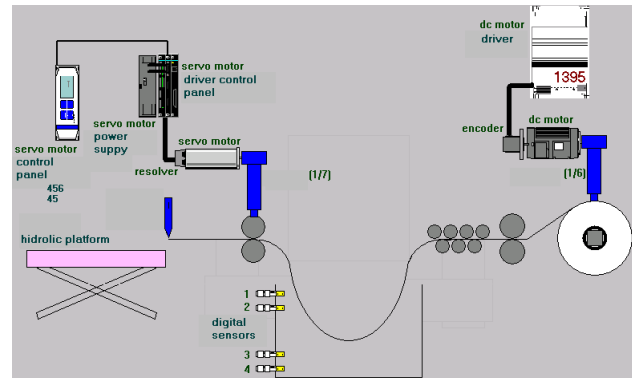 dc motor
driver
1395
servo motor
driver control
panel
servo motor
power
suppy
servo motor
control
panel
456
45
servo motor
resolver
encoder
dc motor
(1/7)
(1/6)
hidrolic platform
1
2
digital
sensors
3
4